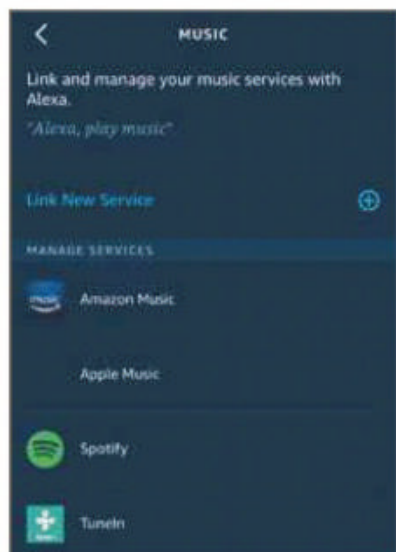 MUSIC
Link and manage your music services with
Alexa.
"Alexa, play music"
Link New Service
MANAGE SERVICES
music
Amazon Music
Apple Music
Spotify
TuneIn